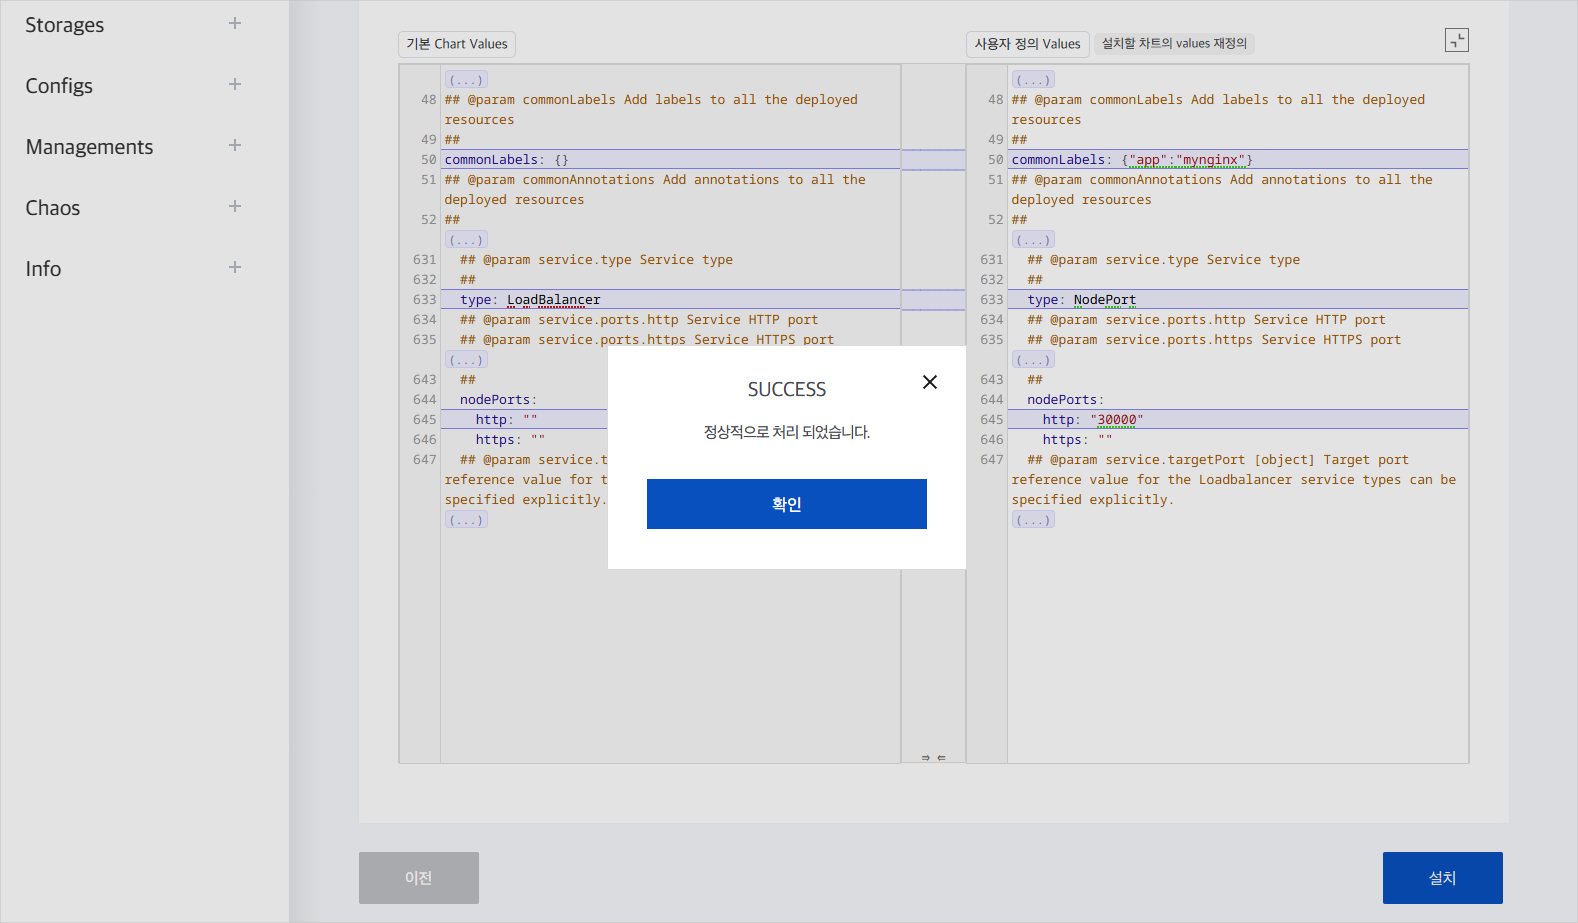 Storages
Configs
Managements
Chaos
Info
기본 Chart Values
(...)
48 ## @param commonLabels Add labels to all the deployed
resources
49 ##
50 commonLabels: {}
51 ## @param commonAnnotations Add annotations to all the
deployed resources
52 ##
(...)
631 ## @param service.type Service type
632 ##
633 type: LoadBalancer
634 ## @param service.ports.http Service HTTP port
635 ## @param service.ports.https Service HTTPS port
(...)
643 ##
644 nodePorts:
645 http: ""
646 https: ""
647 ## @param service.t
reference value for t
specified explicitly.
(...)
사용자 정의 Values 설치할 차트의 values 재정의
(...)
48 ## @param commonLabels Add labels to all the deployed
resources
49 ##
50 commonLabels: {"app":"mynginx"}
51 ## @param commonAnnotations Add annotations to all the
deployed resources
52 ##
(...)
631 ## @param service.type Service type
632 ##
633 type: NodePort
634 ## @param service.ports.http Service HTTP port
635 ## @param service.ports.https Service HTTPS port
(...)
643 ##
644 nodePorts:
645 http: "30000"
646 https: ""
647 ## @param service.targetPort [object] Target port
reference value for the Loadbalancer service types can be
specified explicitly.
(...)
SUCCESS
정상적으로 처리 되었습니다.
확인
이전
설치